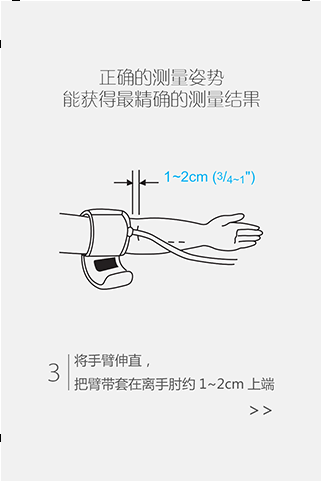 正确的测量姿势
能获得最精确的测量结果
1~2cm (3/4~1")
3
将手臂伸直，
把臂带套在离手肘约 1~2cm 上端
>>